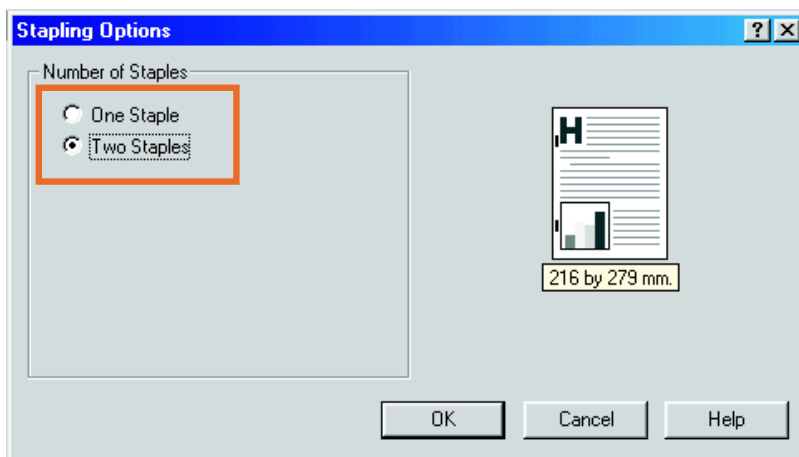 Stapling Options
Number of Staples
One Staple
Two Staples
H
216 by 279 mm.
OK Cancel Help